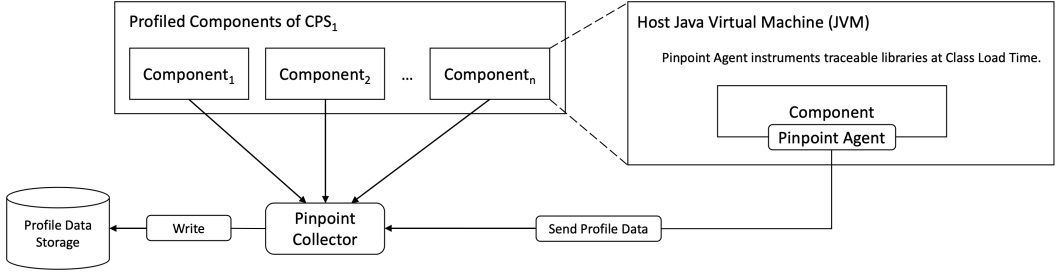 Profiled Components of CPS₁
Component₁
Component₂
...
Componentₙ
Host Java Virtual Machine (JVM)
Pinpoint Agent instruments traceable libraries at Class Load Time.
Component
Pinpoint Agent
Profile Data
Storage
Write
Pinpoint
Collector
Send Profile Data